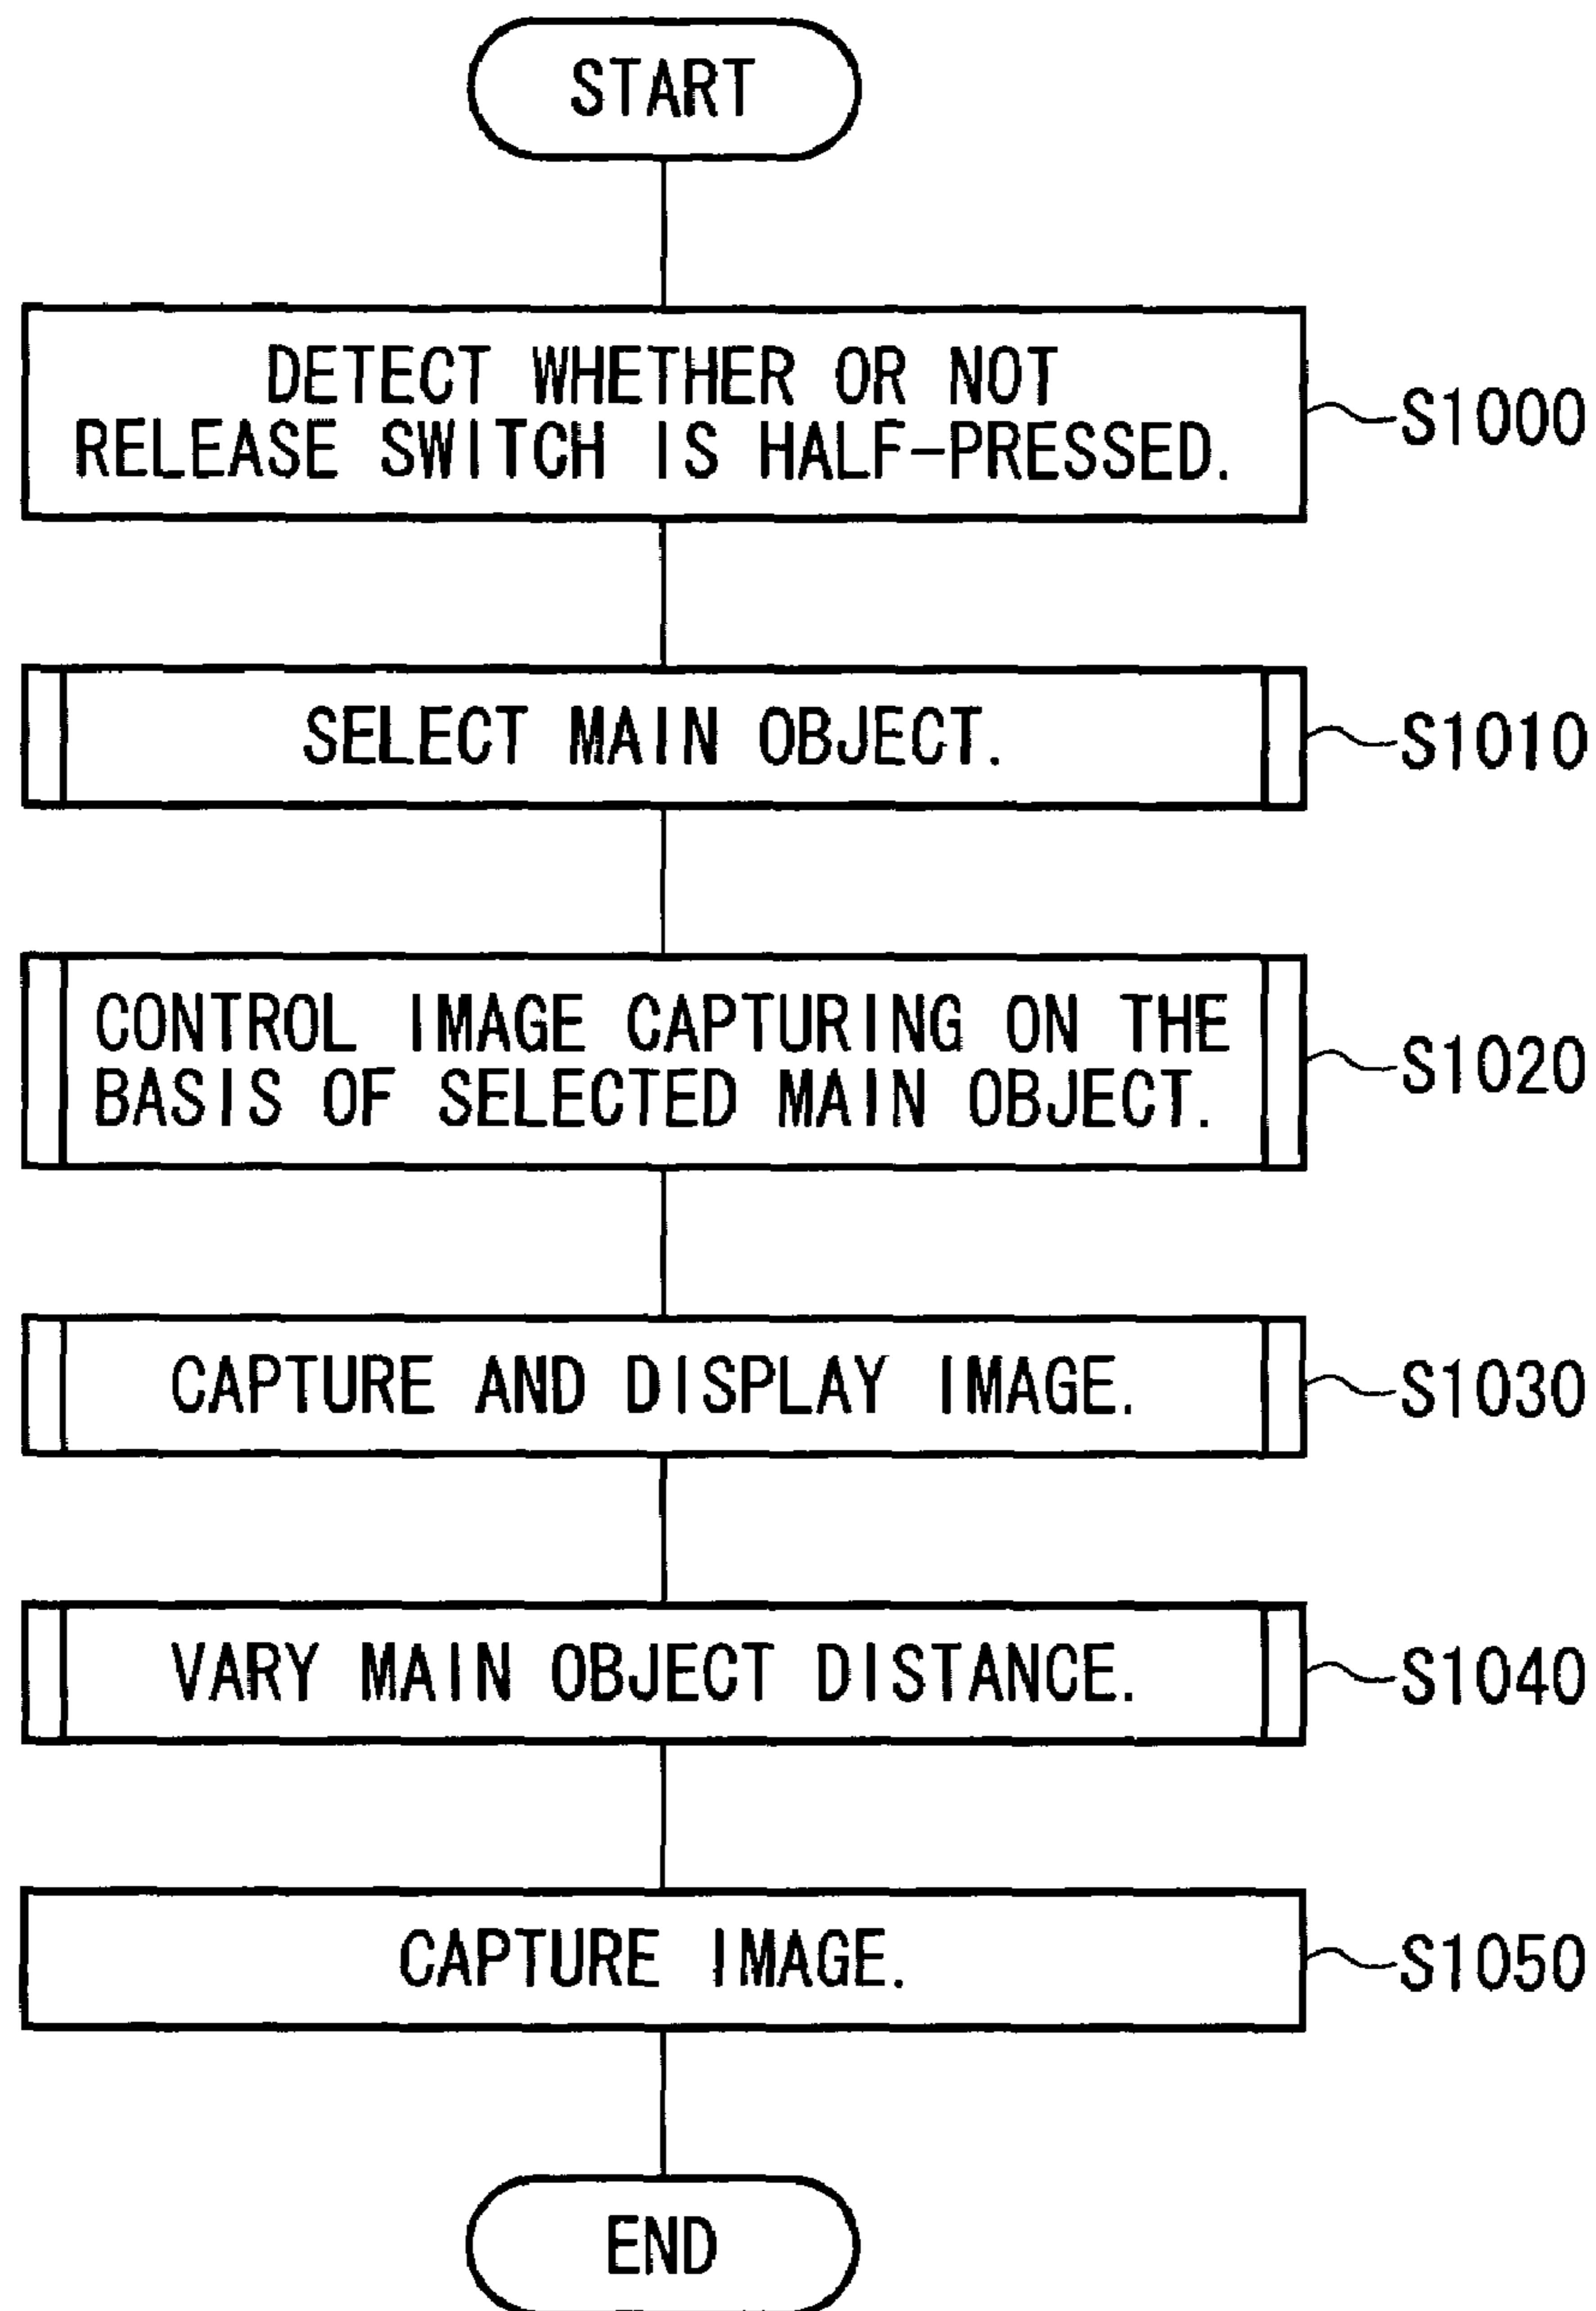 START
DETECT WHETHER OR NOT
RELEASE SWITCH IS HALF-PRESSED.
S1000
SELECT MAIN OBJECT.
S1010
CONTROL IMAGE CAPTURING ON THE
BASIS OF SELECTED MAIN OBJECT.
S1020
CAPTURE AND DISPLAY IMAGE.
S1030
VARY MAIN OBJECT DISTANCE.
S1040
CAPTURE IMAGE.
S1050
END